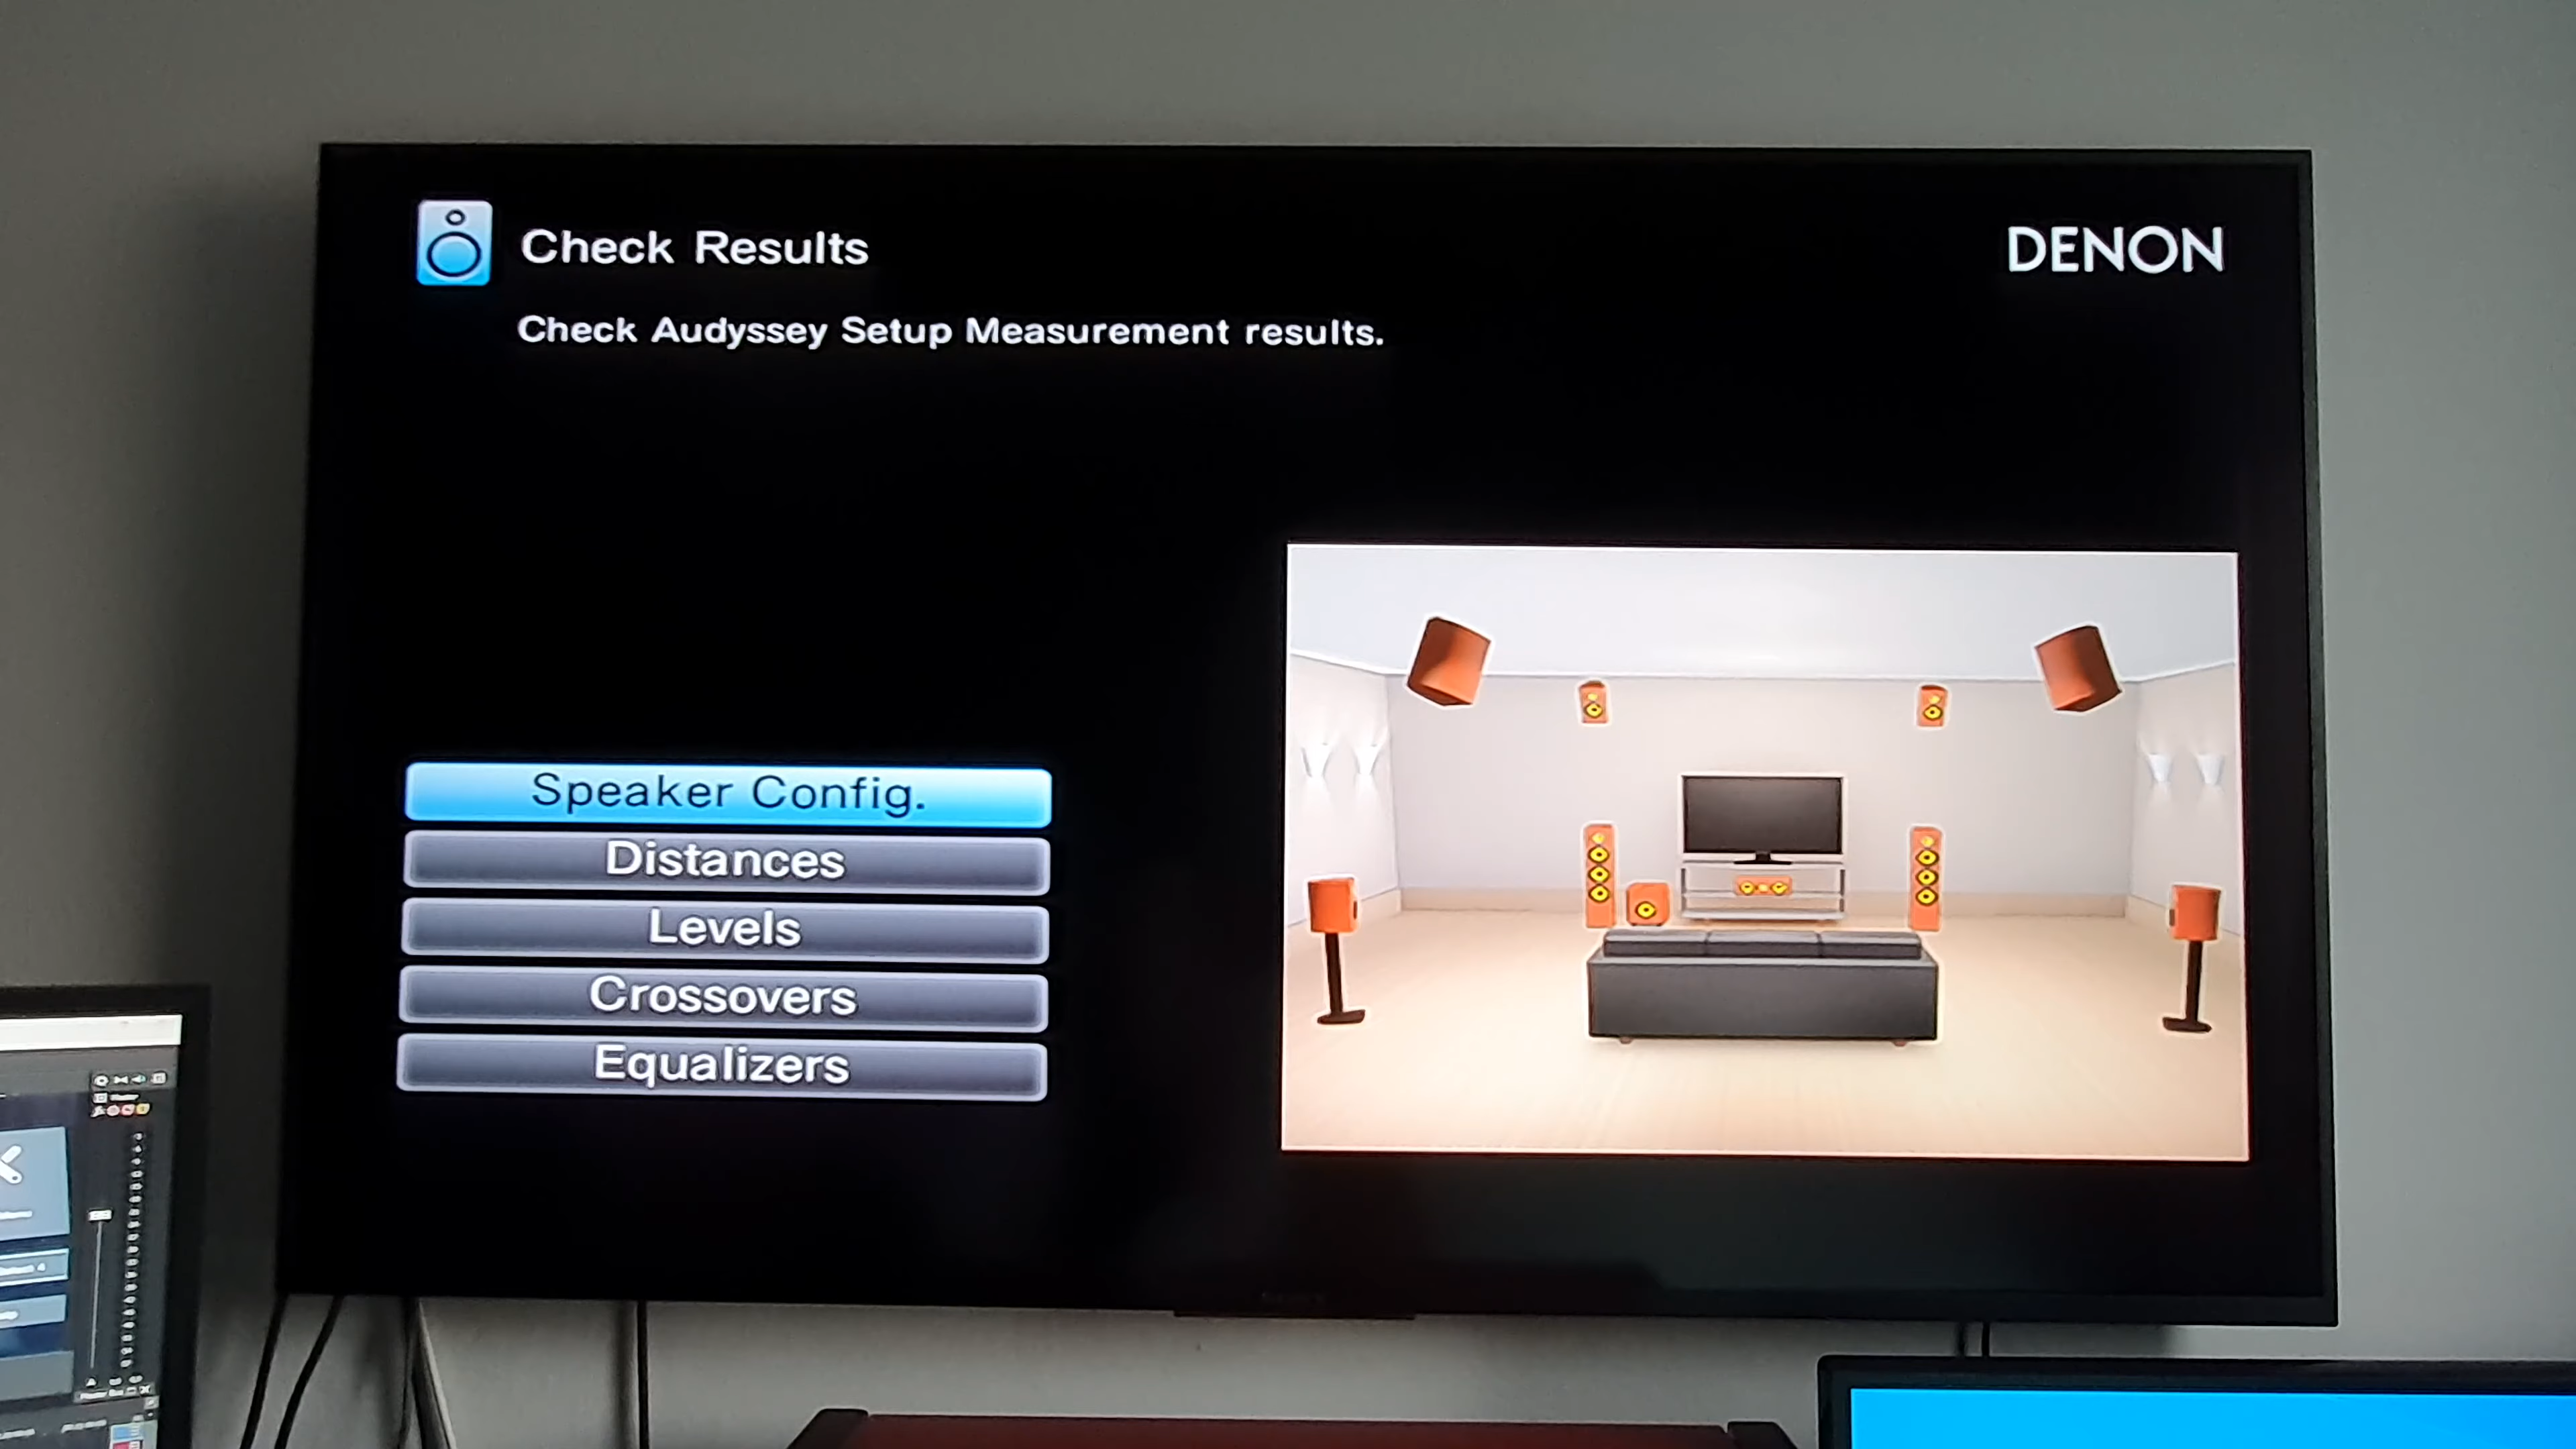 Check Results
DENON
Check Audyssey Setup Measurement results.
Speaker Config.
Distances
Levels
Crossovers
Equalizers